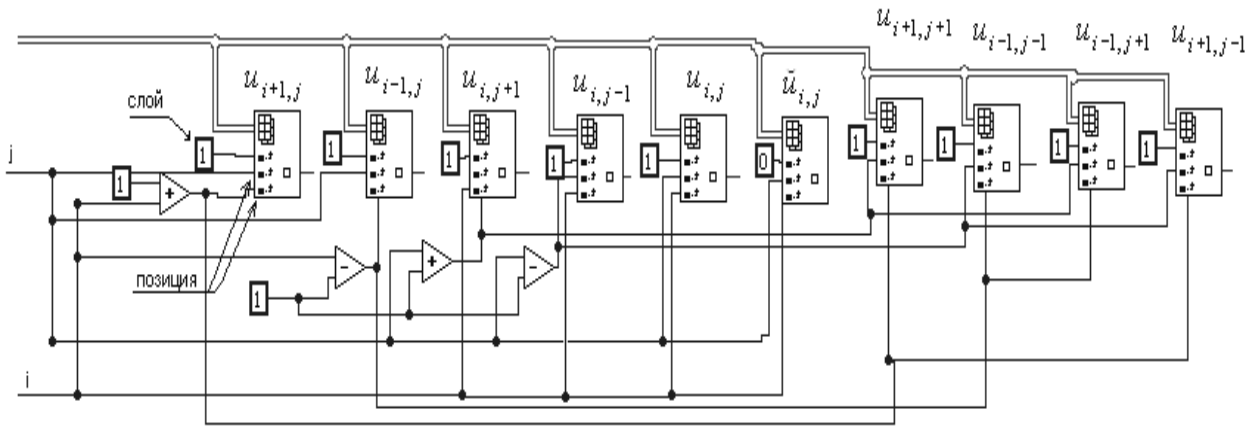 u_{i+1,j} u_{i-1,j} u_{i,j+1} u_{i,j-1} u_{i,j} ŭ_{i,j} u_{i+1,j+1} u_{i-1,j-1} u_{i-1,j+1} u_{i+1,j-1}
слой
1 1 1 1 1 0 1 1 1 1
j
1 +
- + -
позиция
1
i